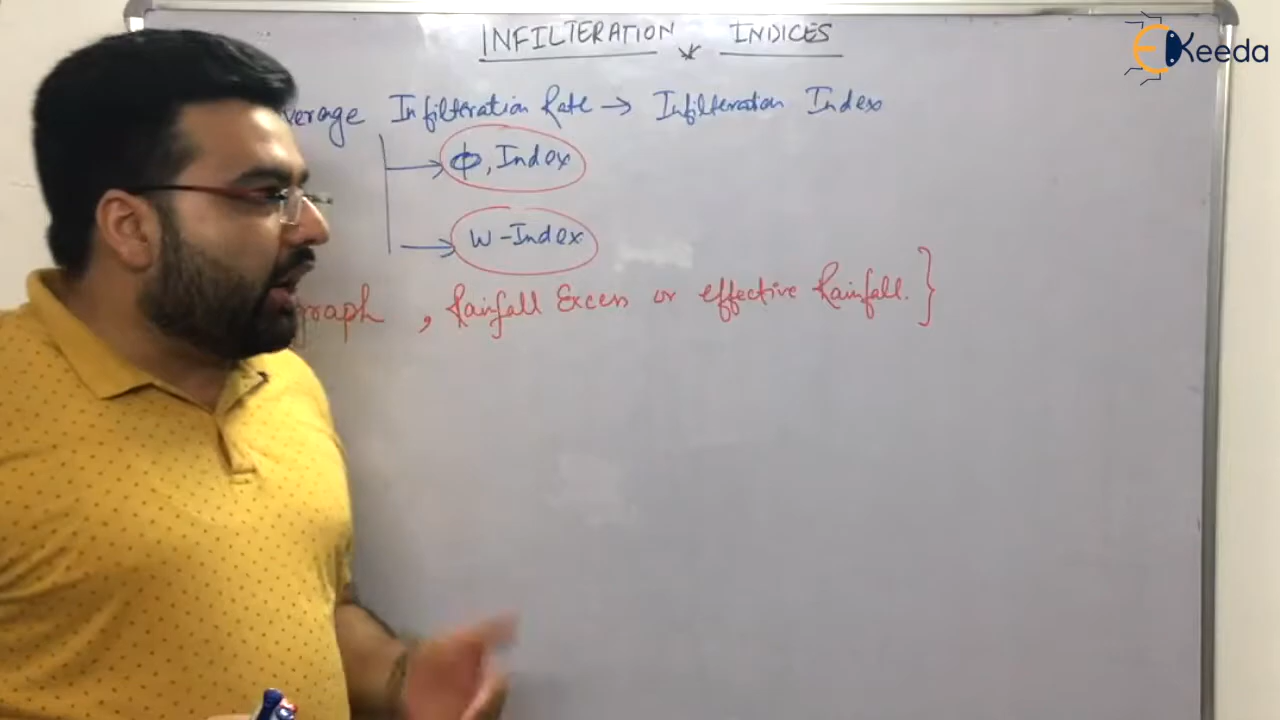 INFILTERATION INDICES
EKeeda
verage Infilteration Rate → Infilteration Index
ϕ, Index
W-Index
graph , Rainfall Excess or effective Rainfall. }